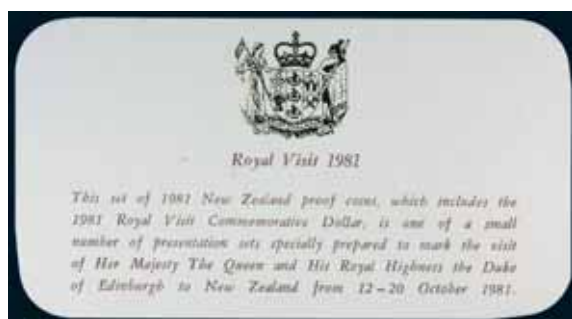 Royal Visit 1981
This set of 1981 New Zealand proof coins, which includes the
1981 Royal Visit Commemorative Dollar, is one of a small
number of presentation sets specially prepared to mark the visit
of Her Majesty The Queen and His Royal Highness the Duke
of Edinburgh to New Zealand from 12–20 October 1981.